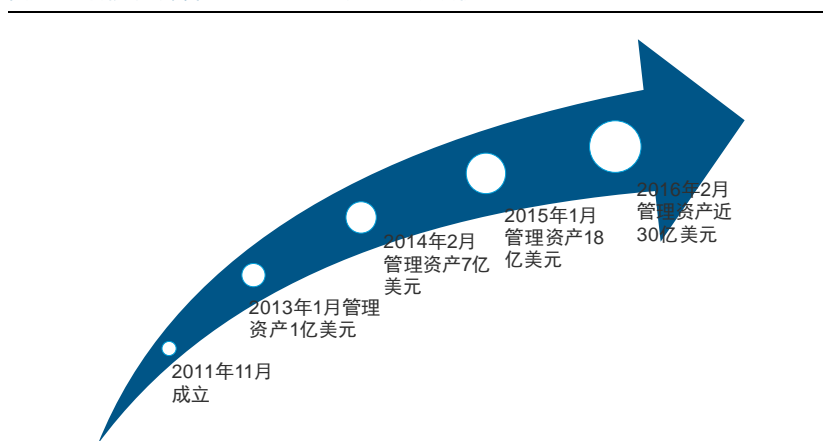 2011年11月
成立
2013年1月管理
资产1亿美元
2014年2月
管理资产7亿
美元
2015年1月
管理资产18
亿美元
2016年2月
管理资产近
30亿美元